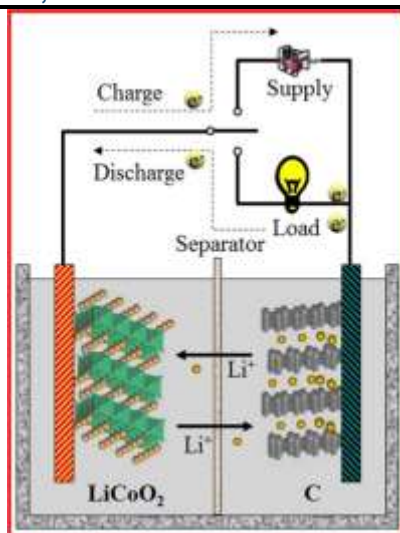 Charge
e⁻
Supply
e⁻
Discharge
e⁻
Load
e⁻
Separator
Li⁺
Li⁺
LiCoO₂
C